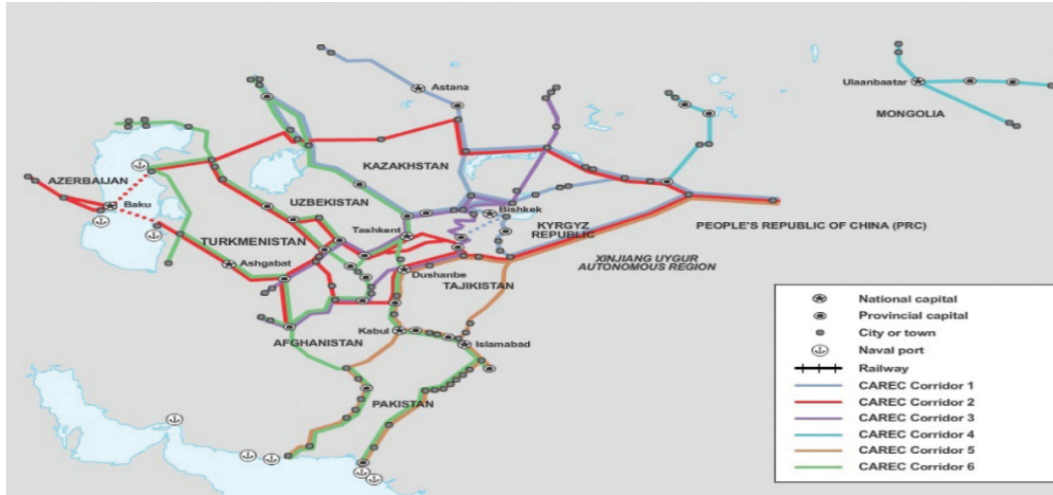 Astana
Ulaanbaatar
MONGOLIA
KAZAKHSTAN
AZERBAIJAN
Baku
UZBEKISTAN
Bishkek
KYRGYZ
REPUBLIC
PEOPLE'S REPUBLIC OF CHINA (PRC)
Tashkent
TURKMENISTAN
XINJIANG UYGUR
AUTONOMOUS REGION
Ashgabat
Dushanbe
TAJIKISTAN
Kabul
AFGHANISTAN
Islamabad
PAKISTAN
National capital
Provincial capital
City or town
Naval port
Railway
CAREC Corridor 1
CAREC Corridor 2
CAREC Corridor 3
CAREC Corridor 4
CAREC Corridor 5
CAREC Corridor 6